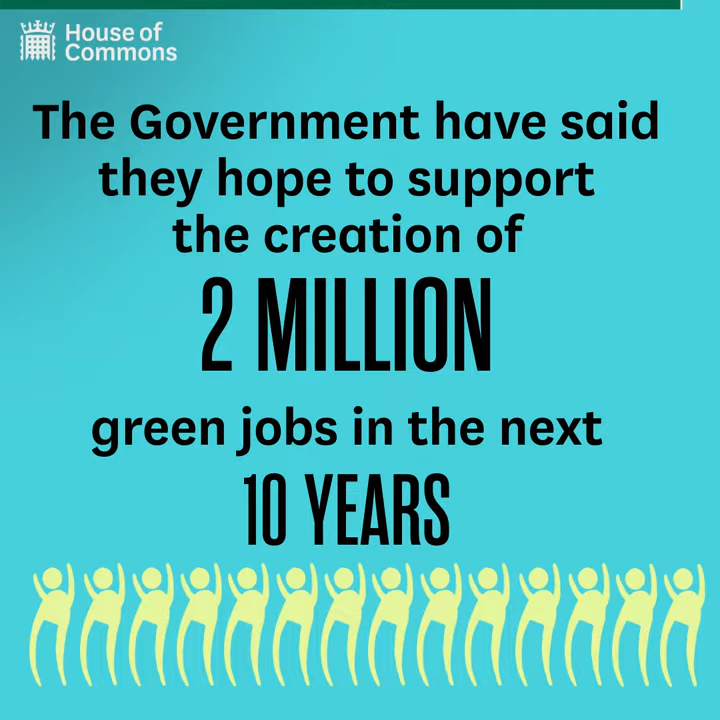 House of
Commons
The Government have said
they hope to support
the creation of
2 MILLION
green jobs in the next
10 YEARS